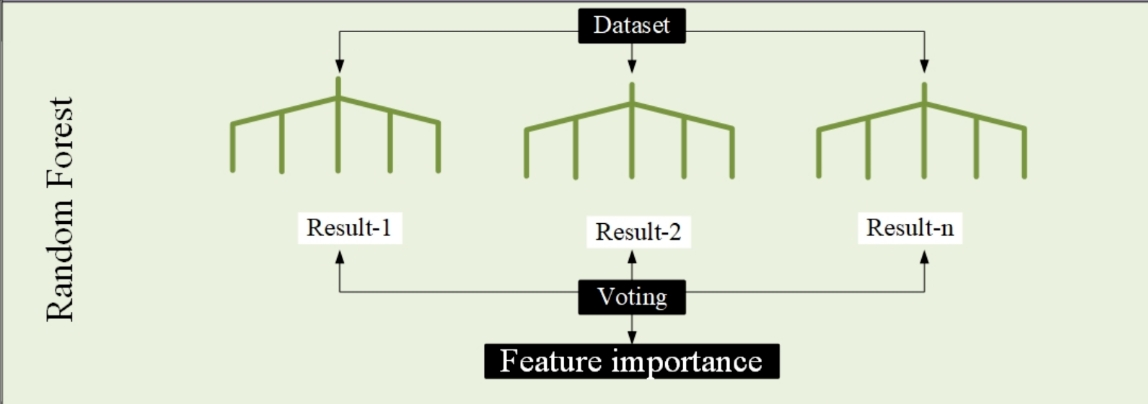 Dataset
Random Forest
Result-1
Result-2
Result-n
Voting
Feature importance